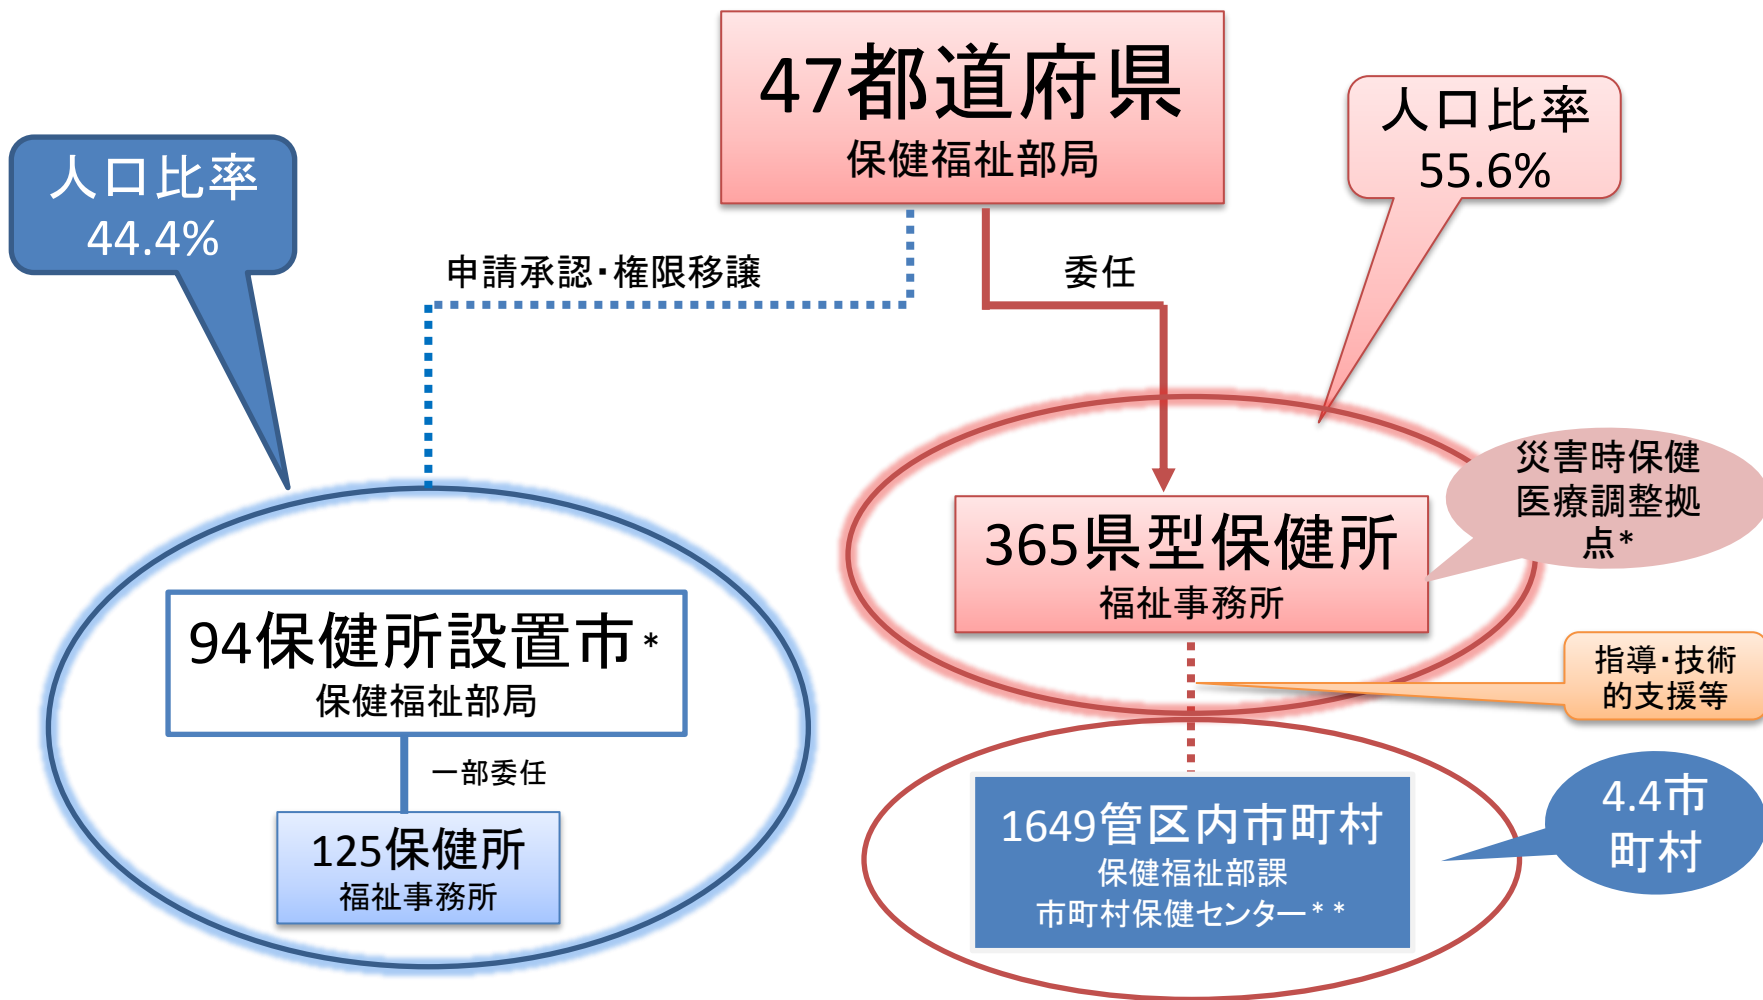 47都道府県
保健福祉部局
人口比率
55.6%
人口比率
44.4%
申請承認・権限移譲
委任
災害時保健
医療調整拠
点*
365県型保健所
福祉事務所
94保健所設置市*
保健福祉部局
指導・技術
的支援等
一部委任
125保健所
福祉事務所
1649管区内市町村
保健福祉部課
市町村保健センター**
4.4市
町村